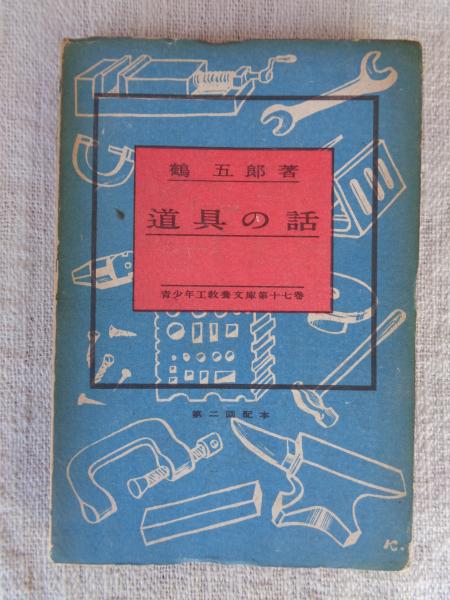 鶴五郎著
道具の話
青少年工教養文庫第十七巻
第二回配本
K.